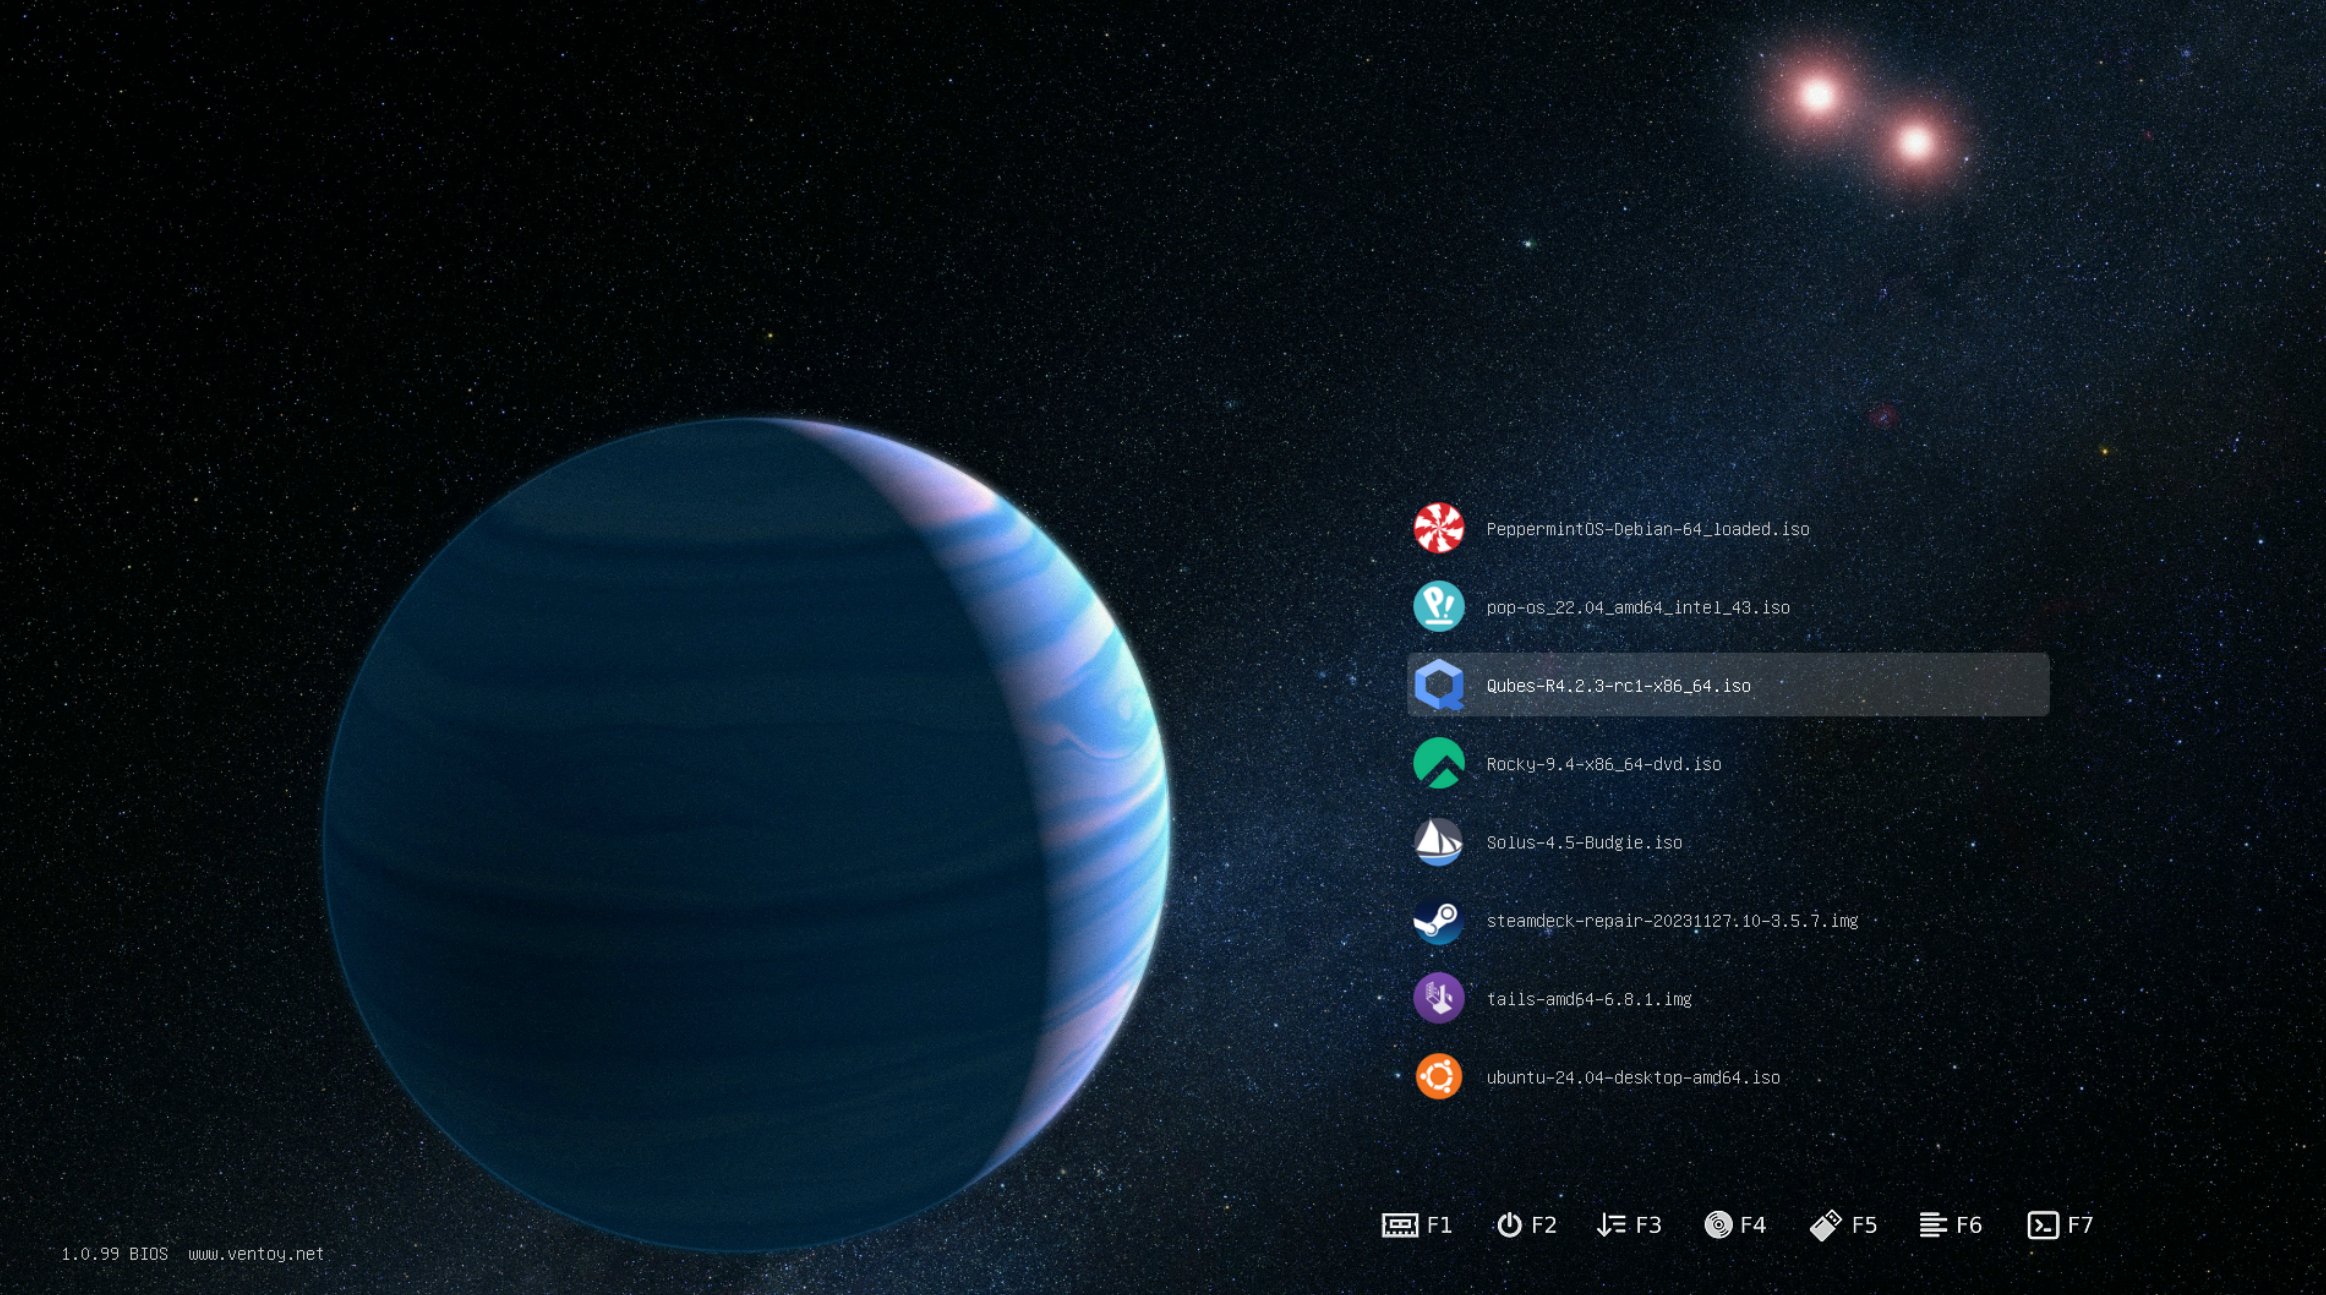 PeppermintOS-Debian-64_loaded.iso
pop-os_22.04_amd64_intel_43.iso
Qubes-R4.2.3-rc1-x86_64.iso
Rocky-9.4-x86_64-dvd.iso
Solus-4.5-Budgie.iso
steamdeck-repair-20231127.10-3.5.7.img
tails-amd64-6.8.1.img
ubuntu-24.04-desktop-amd64.iso
F1 F2 F3 F4 F5 F6 F7
1.0.99 BIOS www.ventoy.net